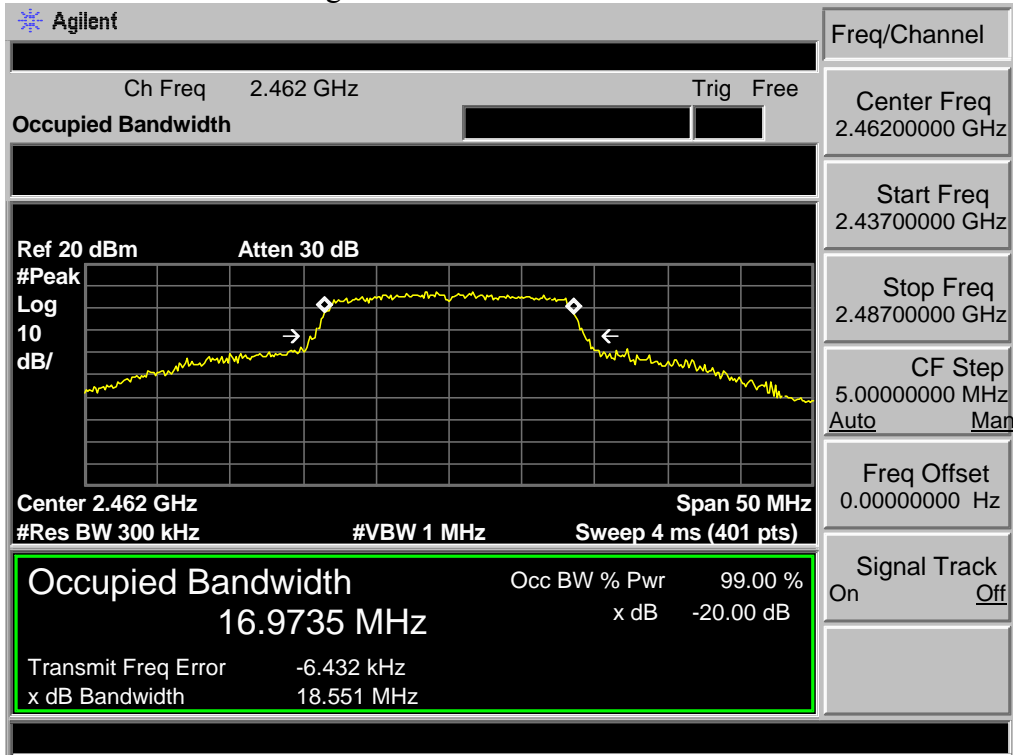 Agilent
Freq/Channel
Ch Freq 2.462 GHz Trig Free
Occupied Bandwidth
Center Freq
2.46200000 GHz
Start Freq
2.43700000 GHz
Stop Freq
2.48700000 GHz
CF Step
5.00000000 MHz
Auto Man
Freq Offset
0.00000000 Hz
Signal Track
On Off
Ref 20 dBm Atten 30 dB
#Peak
Log
10
dB/
Center 2.462 GHz Span 50 MHz
#Res BW 300 kHz #VBW 1 MHz Sweep 4 ms (401 pts)
Occupied Bandwidth Occ BW % Pwr 99.00 %
16.9735 MHz x dB -20.00 dB
Transmit Freq Error -6.432 kHz
x dB Bandwidth 18.551 MHz